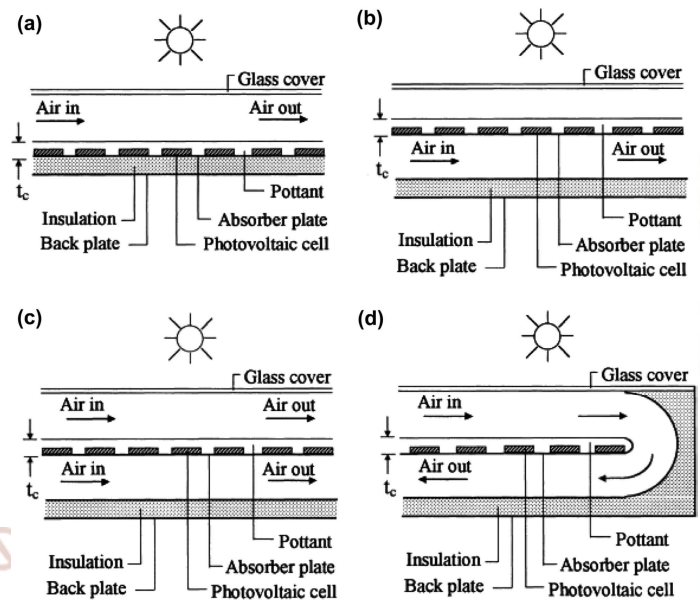 (a)
Glass cover
Air in
Air out
tc
Pottant
Insulation
Absorber plate
Back plate
Photovoltaic cell
(b)
Glass cover
Air in
Air out
tc
Pottant
Insulation
Absorber plate
Back plate
Photovoltaic cell
(c)
Glass cover
Air in
Air out
Air in
Air out
tc
Pottant
Insulation
Absorber plate
Back plate
Photovoltaic cell
(d)
Glass cover
Air in
Air out
tc
Pottant
Insulation
Absorber plate
Back plate
Photovoltaic cell